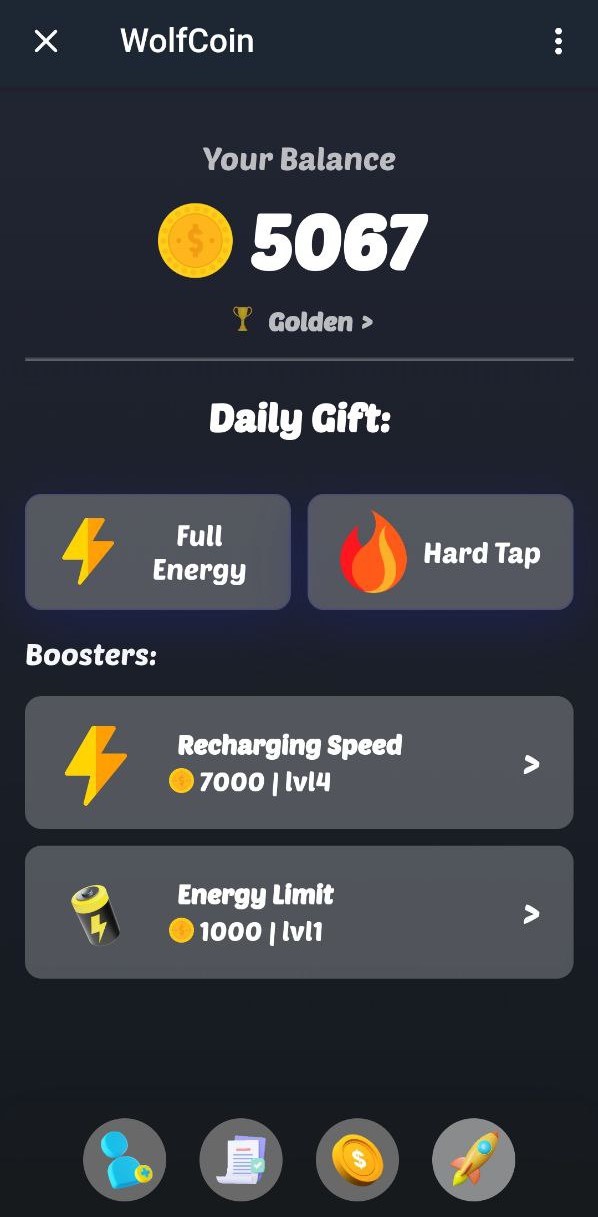 WolfCoin
Your Balance
5067
Golden >
Daily Gift:
Full
Energy
Hard Tap
Boosters:
Recharging Speed
7000 | lvl4
>
Energy Limit
1000 | lvl1
>